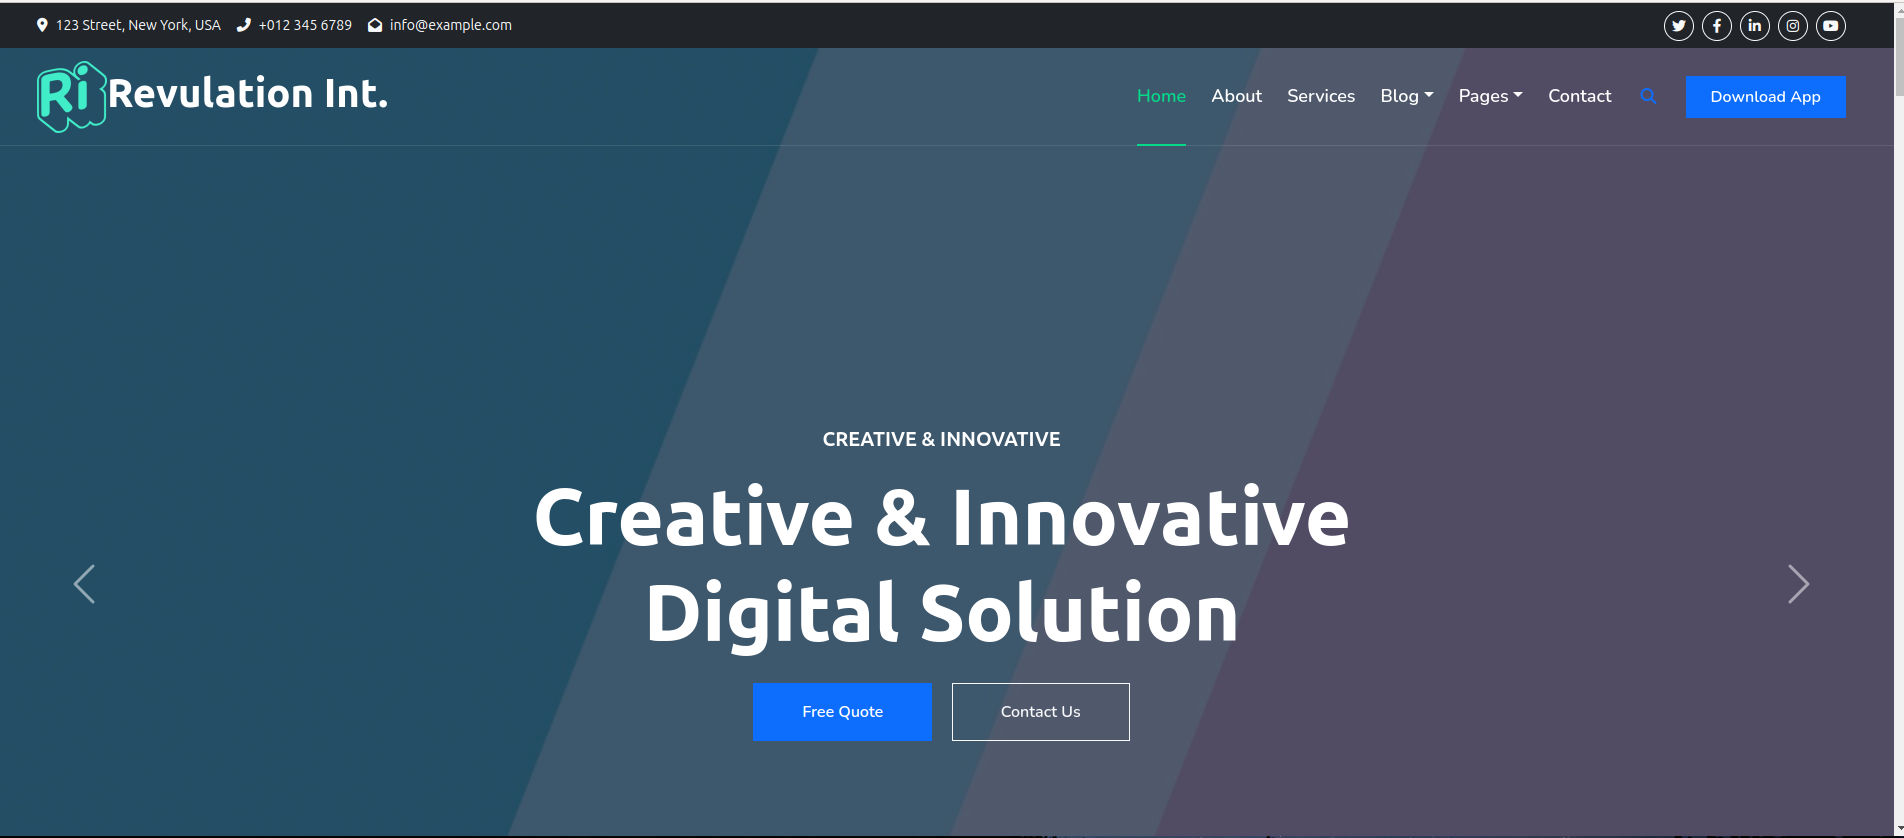 123 Street, New York, USA +012 345 6789 info@example.com
Ri Revulation Int.
Home About Services Blog Pages Contact Download App
CREATIVE & INNOVATIVE
Creative & Innovative
Digital Solution
Free Quote Contact Us